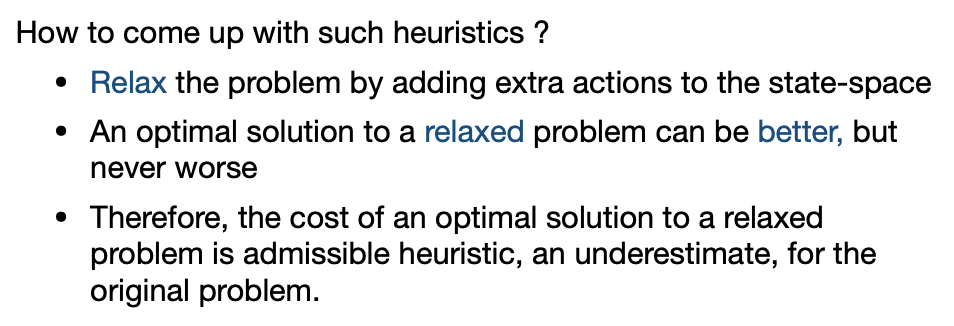 How to come up with such heuristics ?
• Relax the problem by adding extra actions to the state-space
• An optimal solution to a relaxed problem can be better, but
never worse
• Therefore, the cost of an optimal solution to a relaxed
problem is admissible heuristic, an underestimate, for the
original problem.